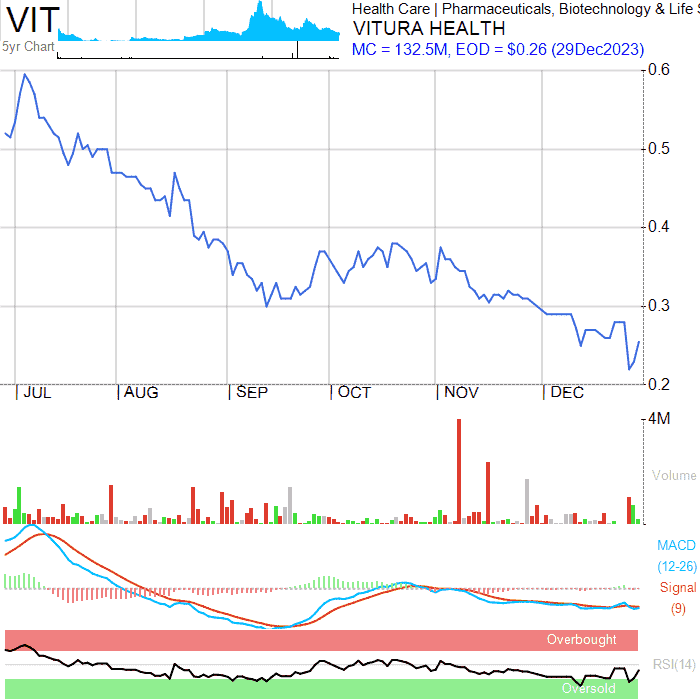 VIT
5yr Chart
Health Care | Pharmaceuticals, Biotechnology & Life S
VITURA HEALTH
MC = 132.5M, EOD = $0.26 (29Dec2023)
0.6
0.5
0.4
0.3
0.2
JUL AUG SEP OCT NOV DEC
4M
Volume
MACD
(12-26)
Signal
(9)
Overbought
RSI(14)
Oversold